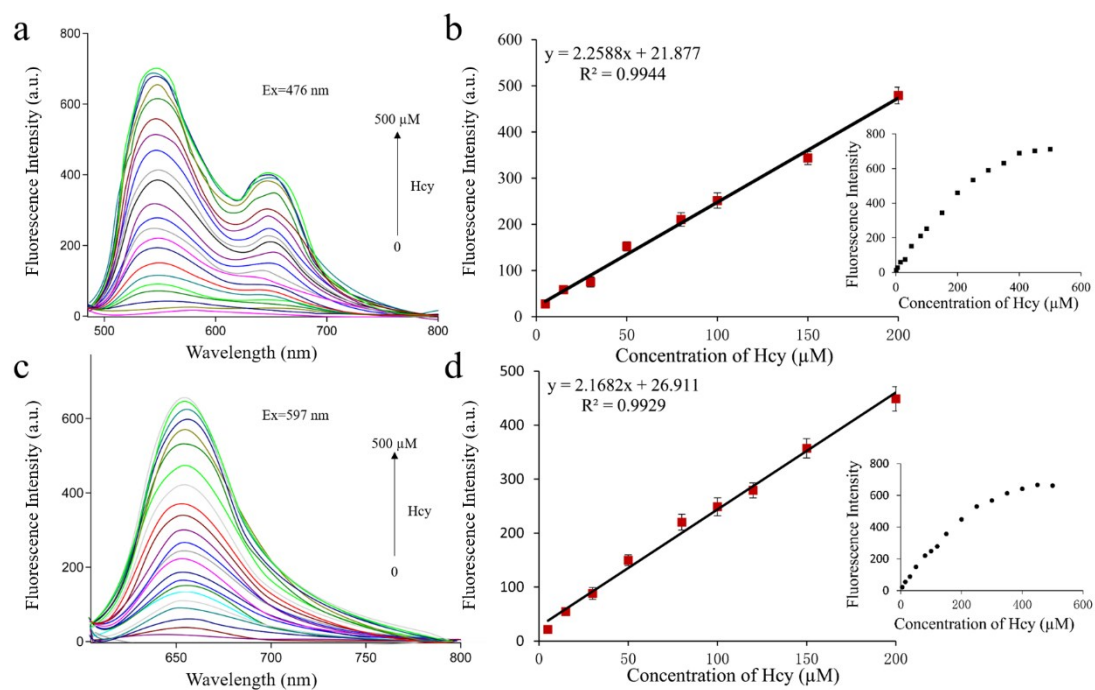 a
800
600
400
200
0
Fluorescence Intensity (a.u.)
Ex=476 nm
500 µM
Hcy
0
500
600
700
800
Wavelength (nm)
b
y = 2.2588x + 21.877
R² = 0.9944
600
500
400
300
200
100
0
Fluorescence Intensity (a.u.)
50
100
150
200
Concentration of Hcy (µM)
800
600
400
200
0
Fluorescence Intensity
0
200
400
600
Concentration of Hcy (µM)
c
600
400
200
0
Fluorescence Intensity (a.u.)
Ex=597 nm
500 µM
Hcy
0
650
700
750
800
Wavelength (nm)
d
y = 2.1682x + 26.911
R² = 0.9929
500
400
300
200
100
0
Fluorescence Intensity (a.u.)
0
50
100
150
200
Concentration of Hcy (µM)
800
600
400
200
0
Fluorescence Intensity
0
200
400
600
Concentration of Hcy (µM)